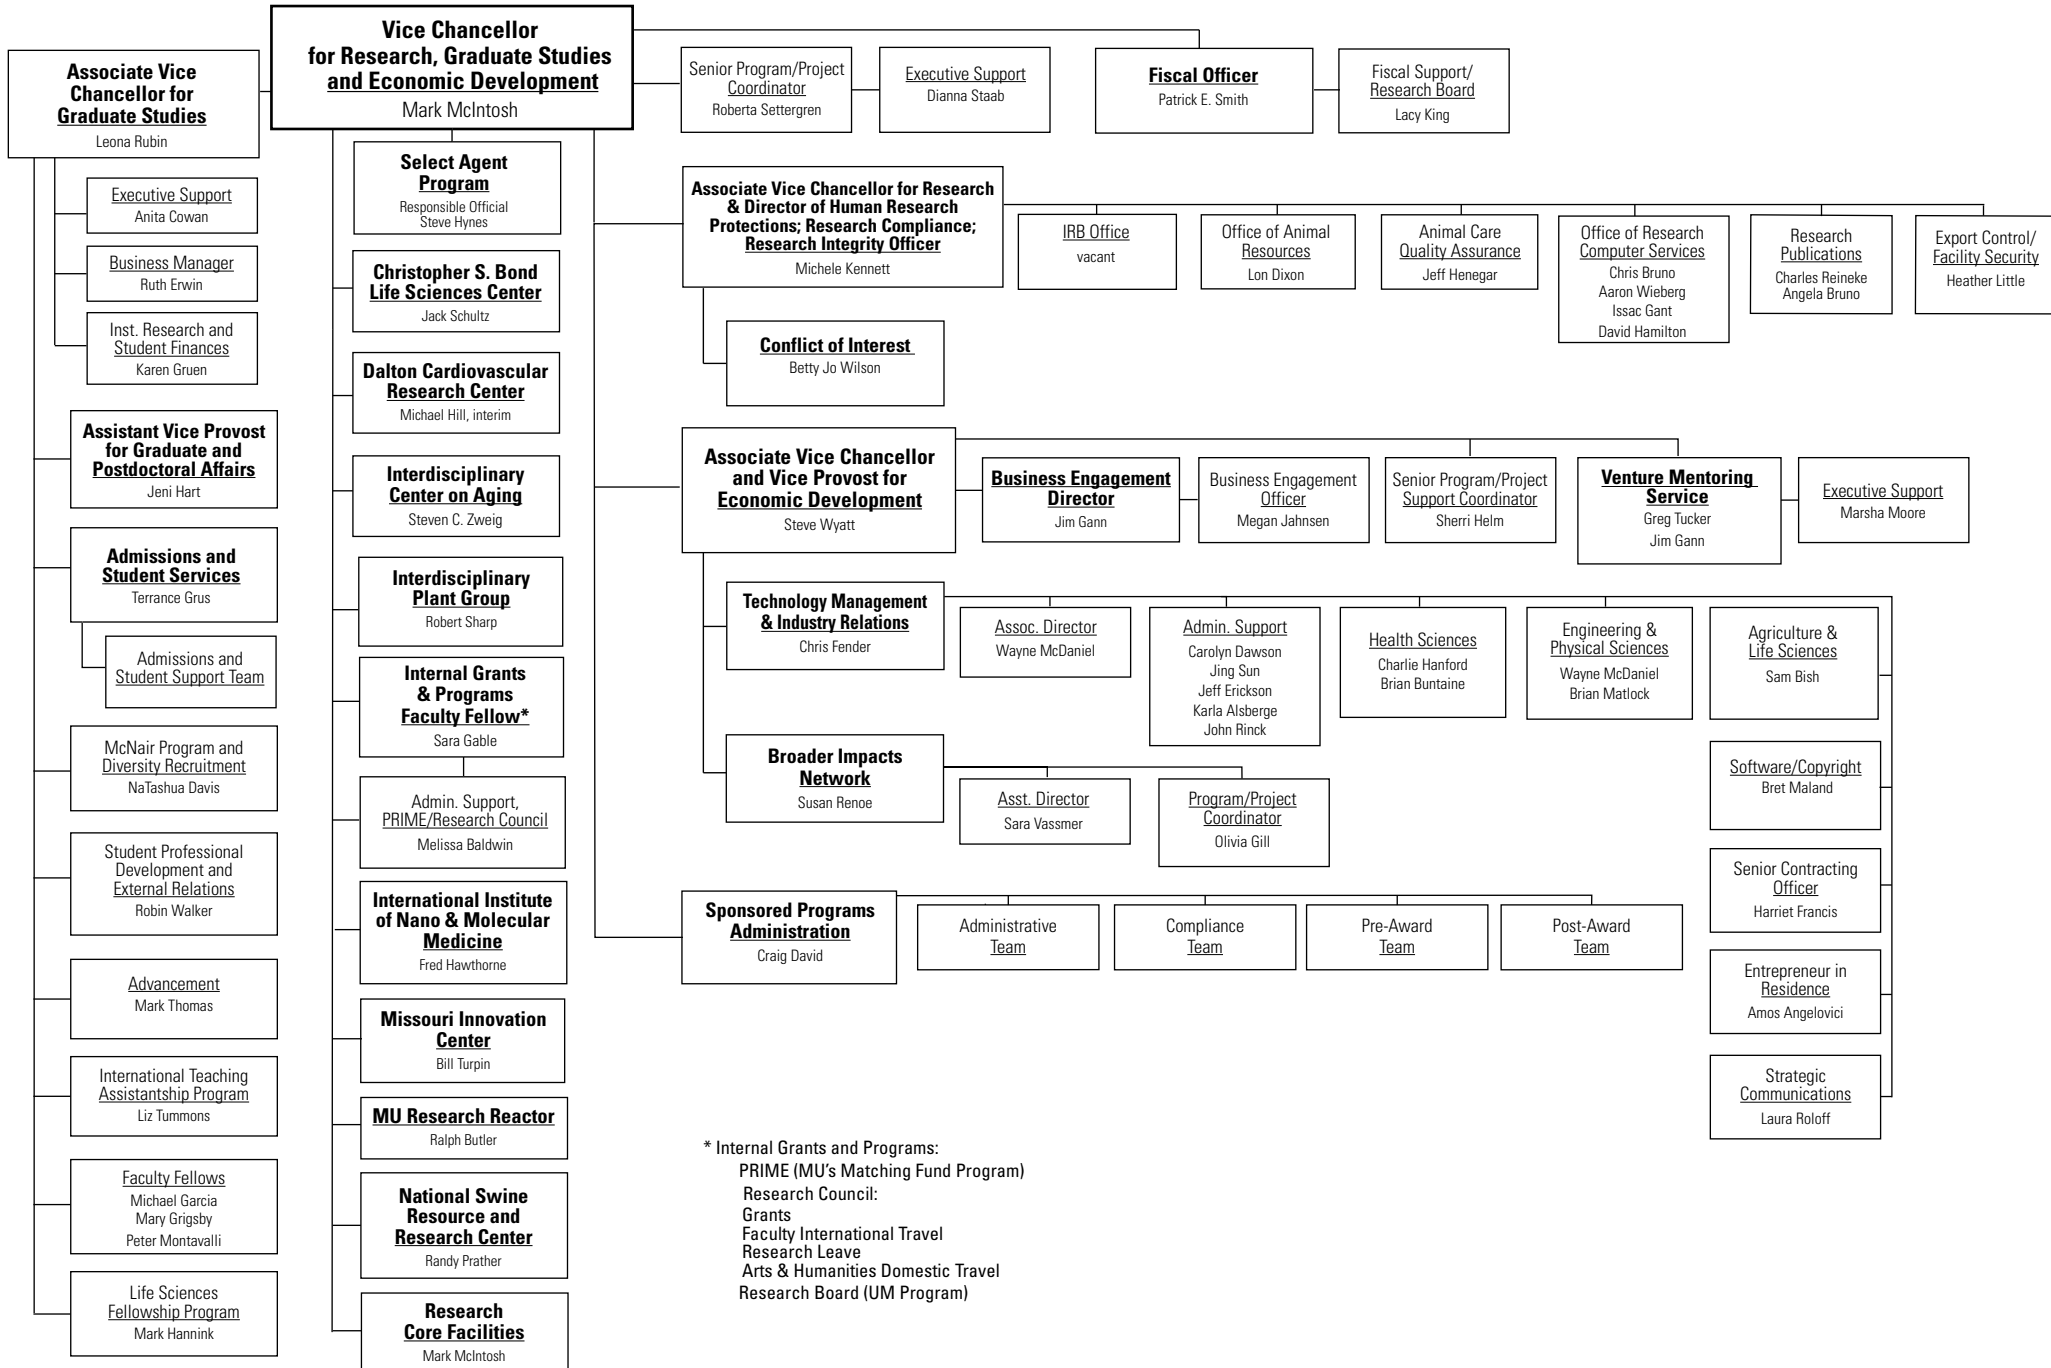 Vice Chancellor
for Research, Graduate Studies
and Economic Development
Mark McIntosh
Associate Vice
Chancellor for
Graduate Studies
Leona Rubin
Executive Support
Anita Cowan
Business Manager
Ruth Erwin
Inst. Research and
Student Finances
Karen Gruen
Assistant Vice Provost
for Graduate and
Postdoctoral Affairs
Jeni Hart
Admissions and
Student Services
Terrance Grus
Admissions and
Student Support Team
McNair Program and
Diversity Recruitment
NaTashua Davis
Student Professional
Development and
External Relations
Robin Walker
Advancement
Mark Thomas
International Teaching
Assistantship Program
Liz Tummons
Faculty Fellows
Michael Garcia
Mary Grigsby
Peter Montavalli
Life Sciences
Fellowship Program
Mark Hannink
Select Agent
Program
Responsible Official
Steve Hynes
Christopher S. Bond
Life Sciences Center
Jack Schultz
Dalton Cardiovascular
Research Center
Michael Hill, interim
Interdisciplinary
Center on Aging
Steven C. Zweig
Interdisciplinary
Plant Group
Robert Sharp
Internal Grants
& Programs
Faculty Fellow*
Sara Gable
Admin. Support,
PRIME/Research Council
Melissa Baldwin
International Institute
of Nano & Molecular
Medicine
Fred Hawthorne
Missouri Innovation
Center
Bill Turpin
MU Research Reactor
Ralph Butler
National Swine
Resource and
Research Center
Randy Prather
Research
Core Facilities
Mark McIntosh
Senior Program/Project
Coordinator
Roberta Settergren
Executive Support
Dianna Staab
Fiscal Officer
Patrick E. Smith
Fiscal Support/
Research Board
Lacy King
Associate Vice Chancellor for Research
& Director of Human Research
Protections; Research Compliance;
Research Integrity Officer
Michele Kennett
IRB Office
vacant
Office of Animal
Resources
Lon Dixon
Animal Care
Quality Assurance
Jeff Henegar
Office of Research
Computer Services
Chris Bruno
Aaron Wieberg
Issac Gant
David Hamilton
Research
Publications
Charles Reineke
Angela Bruno
Export Control/
Facility Security
Heather Little
Conflict of Interest
Betty Jo Wilson
Associate Vice Chancellor
and Vice Provost for
Economic Development
Steve Wyatt
Business Engagement
Director
Jim Gann
Business Engagement
Officer
Megan Jahnsen
Senior Program/Project
Support Coordinator
Sherri Helm
Venture Mentoring
Service
Greg Tucker
Jim Gann
Executive Support
Marsha Moore
Technology Management
& Industry Relations
Chris Fender
Assoc. Director
Wayne McDaniel
Admin. Support
Carolyn Dawson
Jing Sun
Jeff Erickson
Karla Alsberge
John Rinck
Health Sciences
Charlie Hanford
Brian Buntaine
Engineering &
Physical Sciences
Wayne McDaniel
Brian Matlock
Agriculture &
Life Sciences
Sam Bish
Software/Copyright
Bret Maland
Senior Contracting
Officer
Harriet Francis
Entrepreneur in
Residence
Amos Angelovici
Strategic
Communications
Laura Roloff
Broader Impacts
Network
Susan Renoe
Asst. Director
Sara Vassmer
Program/Project
Coordinator
Olivia Gill
Sponsored Programs
Administration
Craig David
Administrative
Team
Compliance
Team
Pre-Award
Team
Post-Award
Team
* Internal Grants and Programs:
PRIME (MU's Matching Fund Program)
Research Council:
Grants
Faculty International Travel
Research Leave
Arts & Humanities Domestic Travel
Research Board (UM Program)